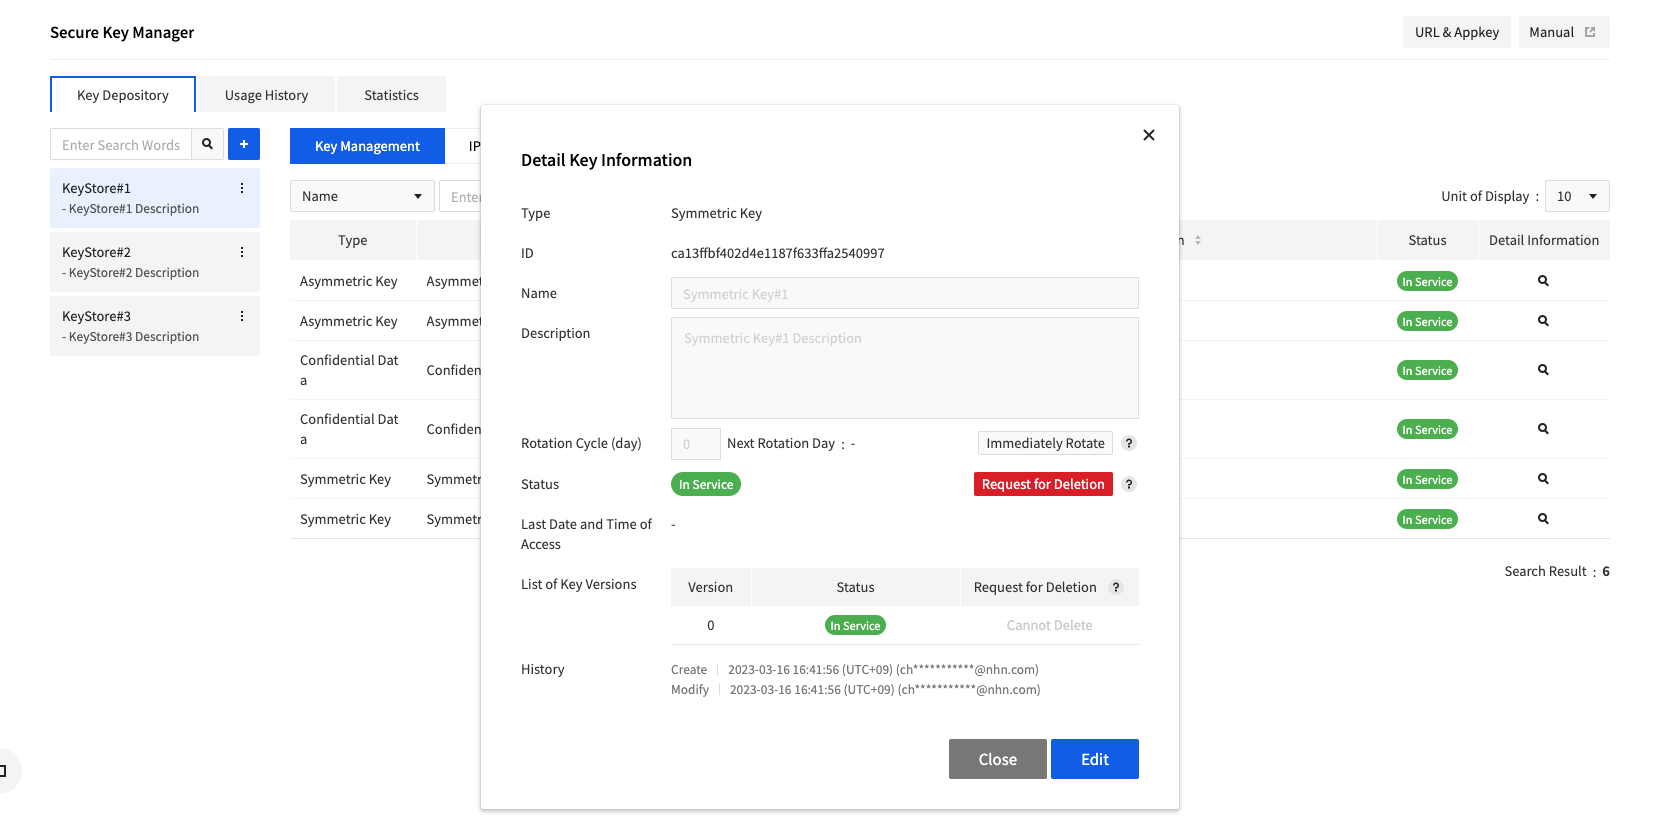 Secure Key Manager
URL & Appkey
Manual
Key Depository
Usage History
Statistics
Enter Search Words
+
Key Management
IP
KeyStore#1
- KeyStore#1 Description
KeyStore#2
- KeyStore#2 Description
KeyStore#3
- KeyStore#3 Description
Name
Enter
Unit of Display : 10
Type
n
Status
Detail Information
Asymmetric Key
Asymmet
In Service
Asymmetric Key
Asymmet
In Service
Confidential Dat
a
Confiden
In Service
Confidential Dat
a
Confiden
In Service
Symmetric Key
Symmetr
In Service
Symmetric Key
Symmetr
In Service
Search Result : 6
Detail Key Information
Type
Symmetric Key
ID
ca13ffbf402d4e1187f633ffa2540997
Name
Symmetric Key#1
Description
Symmetric Key#1 Description
Rotation Cycle (day)
0
Next Rotation Day : -
Immediately Rotate
?
Status
In Service
Request for Deletion
?
Last Date and Time of
Access
-
List of Key Versions
Version
Status
Request for Deletion
?
0
In Service
Cannot Delete
History
Create 2023-03-16 16:41:56 (UTC+09) (ch***********@nhn.com)
Modify 2023-03-16 16:41:56 (UTC+09) (ch***********@nhn.com)
Close
Edit